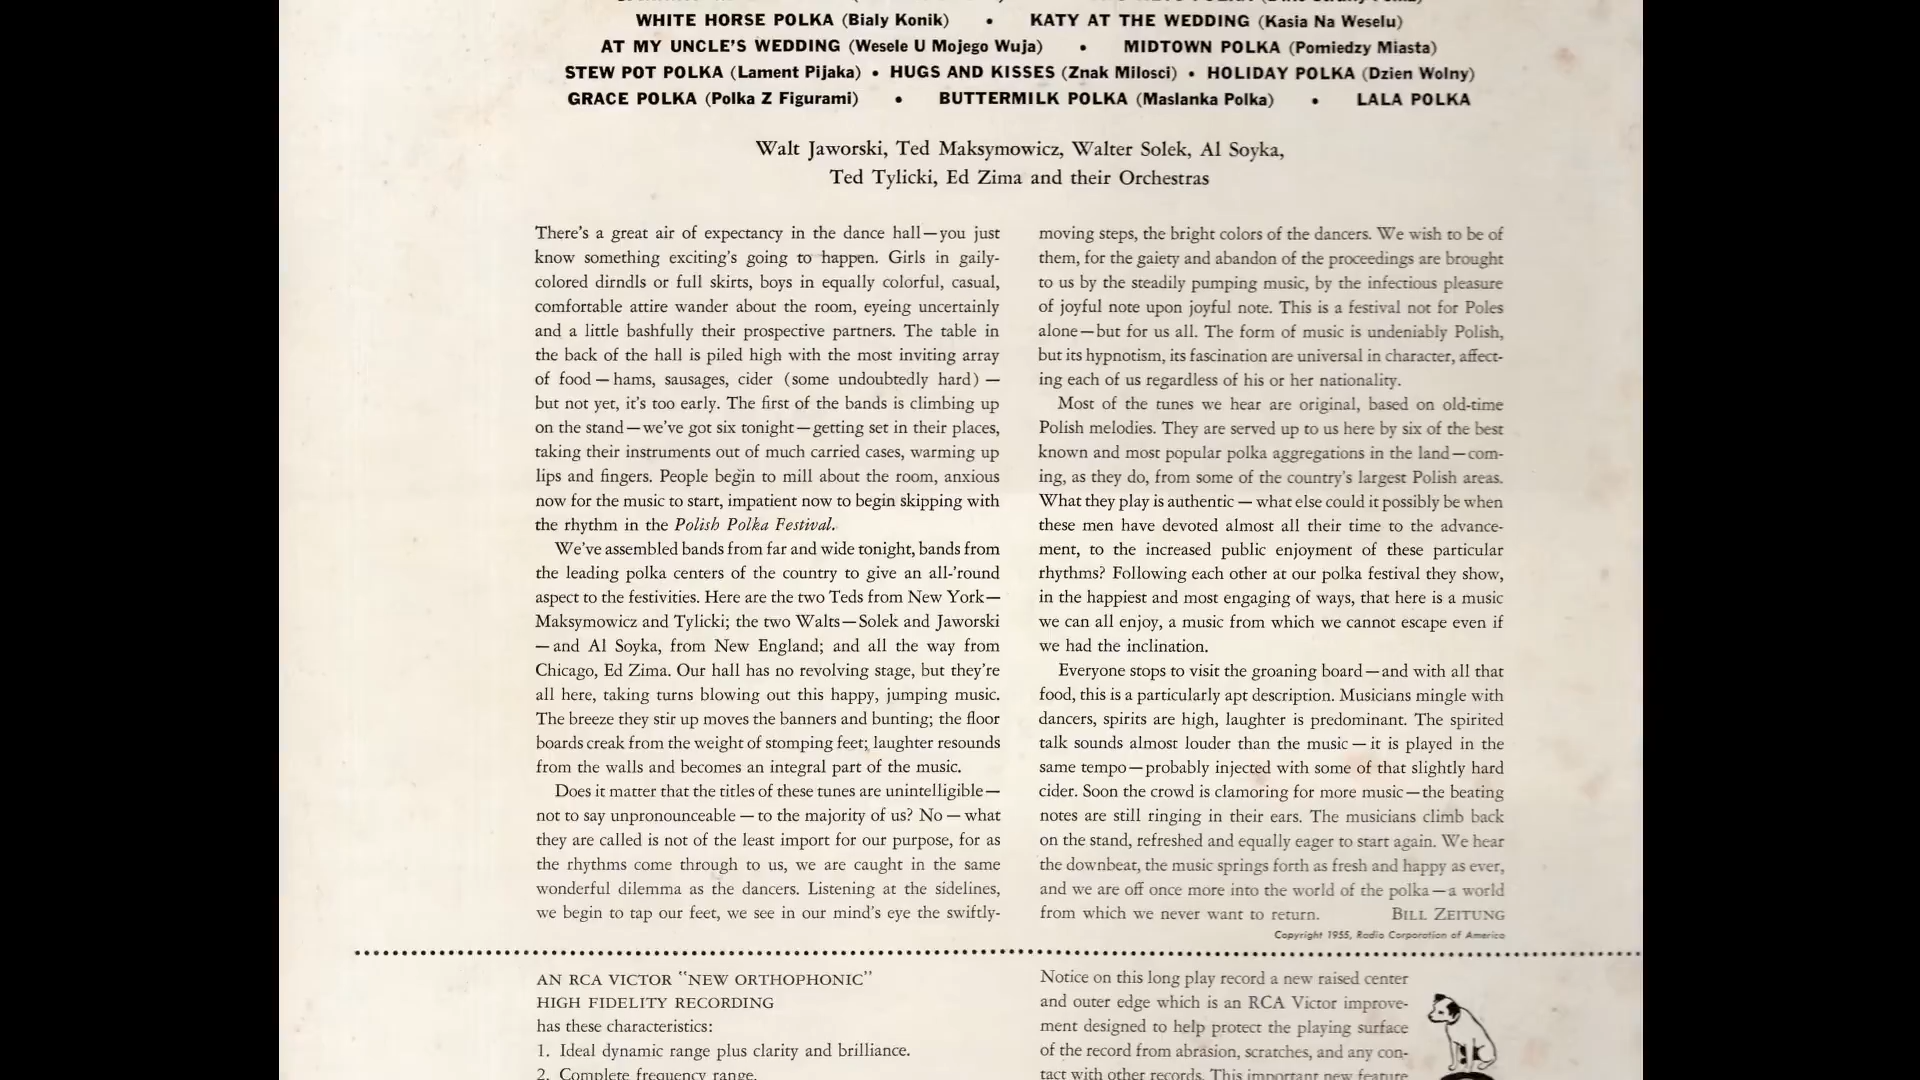 WHITE HORSE POLKA (Bialy Konik) • KATY AT THE WEDDING (Kasia Na Weselu)
AT MY UNCLE'S WEDDING (Wesele U Mojego Wuja) • MIDTOWN POLKA (Pomiedzy Miasta)
STEW POT POLKA (Lament Pijaka) • HUGS AND KISSES (Znak Milosci) • HOLIDAY POLKA (Dzien Wolny)
GRACE POLKA (Polka Z Figurami) • BUTTERMILK POLKA (Maslanka Polka) • LALA POLKA
Walt Jaworski, Ted Maksymowicz, Walter Solek, Al Soyka,
Ted Tylicki, Ed Zima and their Orchestras
There's a great air of expectancy in the dance hall—you just
know something exciting's going to happen. Girls in gaily-
colored dirndls or full skirts, boys in equally colorful, casual,
comfortable attire wander about the room, eyeing uncertainly
and a little bashfully their prospective partners. The table in
the back of the hall is piled high with the most inviting array
of food—hams, sausages, cider (some undoubtedly hard)—
but not yet, it's too early. The first of the bands is climbing up
on the stand—we've got six tonight—getting set in their places,
taking their instruments out of much carried cases, warming up
lips and fingers. People begin to mill about the room, anxious
now for the music to start, impatient now to begin skipping with
the rhythm in the Polish Polka Festival.
We've assembled bands from far and wide tonight, bands from
the leading polka centers of the country to give an all-'round
aspect to the festivities. Here are the two Teds from New York—
Maksymowicz and Tylicki; the two Walts—Solek and Jaworski
—and Al Soyka, from New England; and all the way from
Chicago, Ed Zima. Our hall has no revolving stage, but they're
all here, taking turns blowing out this happy, jumping music.
The breeze they stir up moves the banners and bunting; the floor
boards creak from the weight of stomping feet; laughter resounds
from the walls and becomes an integral part of the music.
Does it matter that the titles of these tunes are unintelligible—
not to say unpronounceable—to the majority of us? No—what
they are called is not of the least import for our purpose, for as
the rhythms come through to us, we are caught in the same
wonderful dilemma as the dancers. Listening at the sidelines,
we begin to tap our feet, we see in our mind's eye the swiftly-
moving steps, the bright colors of the dancers. We wish to be of
them, for the gaiety and abandon of the proceedings are brought
to us by the steadily pumping music, by the infectious pleasure
of joyful note upon joyful note. This is a festival not for Poles
alone—but for us all. The form of music is undeniably Polish,
but its hypnotism, its fascination are universal in character, affect-
ing each of us regardless of his or her nationality.
Most of the tunes we hear are original, based on old-time
Polish melodies. They are served up to us here by six of the best
known and most popular polka aggregations in the land—com-
ing, as they do, from some of the country's largest Polish areas.
What they play is authentic—what else could it possibly be when
these men have devoted almost all their time to the advance-
ment, to the increased public enjoyment of these particular
rhythms? Following each other at our polka festival they show,
in the happiest and most engaging of ways, that here is a music
we can all enjoy, a music from which we cannot escape even if
we had the inclination.
Everyone stops to visit the groaning board—and with all that
food, this is a particularly apt description. Musicians mingle with
dancers, spirits are high, laughter is predominant. The spirited
talk sounds almost louder than the music—it is played in the
same tempo—probably injected with some of that slightly hard
cider. Soon the crowd is clamoring for more music—the beating
notes are still ringing in their ears. The musicians climb back
on the stand, refreshed and equally eager to start again. We hear
the downbeat, the music springs forth as fresh and happy as ever,
and we are off once more into the world of the polka—a world
from which we never want to return. BILL ZEITUNG
Copyright 1955, Radio Corporation of America
AN RCA VICTOR "NEW ORTHOPHONIC"
HIGH FIDELITY RECORDING
has these characteristics:
1. Ideal dynamic range plus clarity and brilliance.
2. Complete frequency range.
Notice on this long play record a new raised center
and outer edge which is an RCA Victor improve-
ment designed to help protect the playing surface
of the record from abrasion, scratches, and any con-
tact with other records. This important new feature